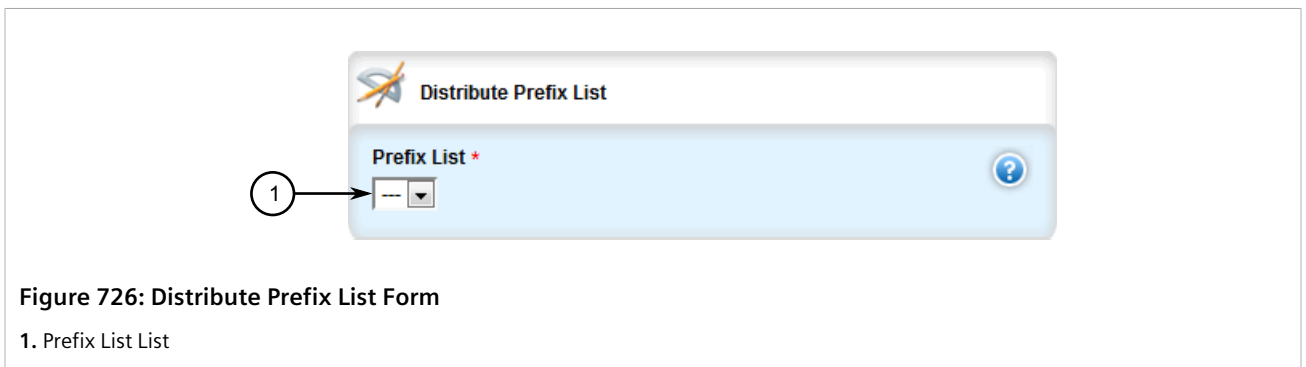 Distribute Prefix List
Prefix List *
1
---
?
Figure 726: Distribute Prefix List Form
1. Prefix List List